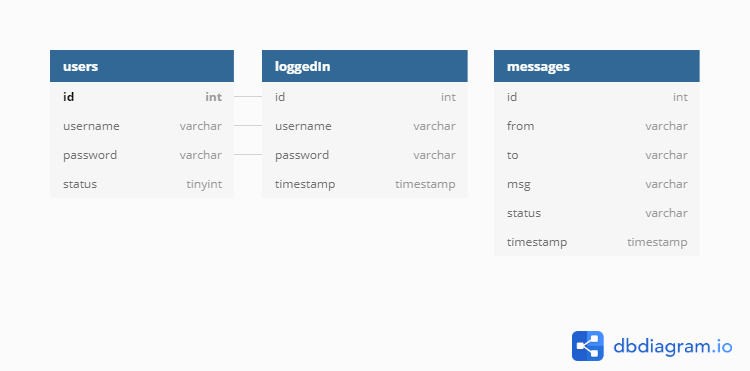 users
id int
username varchar
password varchar
status tinyint
loggedIn
id int
username varchar
password varchar
timestamp timestamp
messages
id int
from varchar
to varchar
msg varchar
status varchar
timestamp timestamp
dbdiagram.io